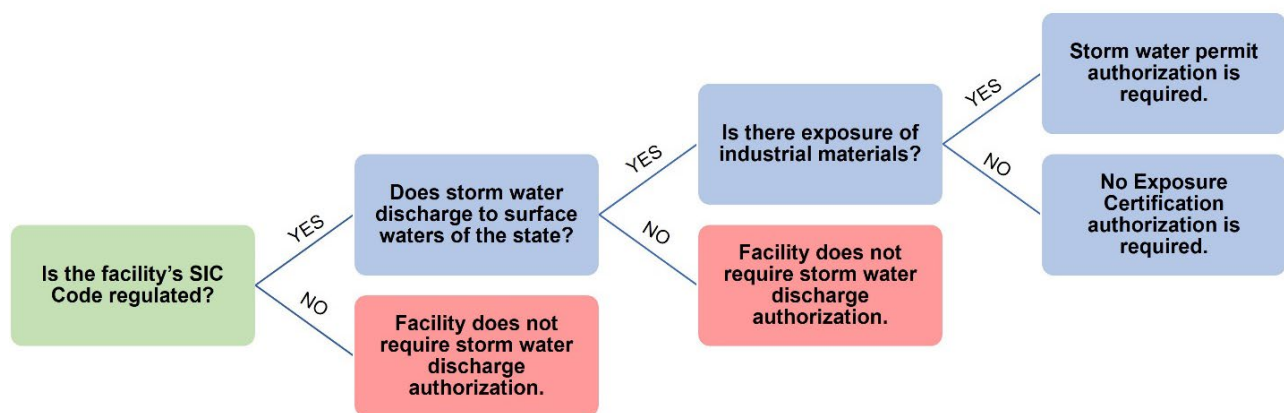 Is the facility’s SIC
Code regulated?
YES
NO
Does storm water
discharge to surface
waters of the state?
Facility does not
require storm water
discharge
authorization.
YES
NO
Is there exposure of
industrial materials?
Facility does not
require storm water
discharge
authorization.
YES
NO
Storm water permit
authorization is
required.
No Exposure
Certification
authorization is
required.